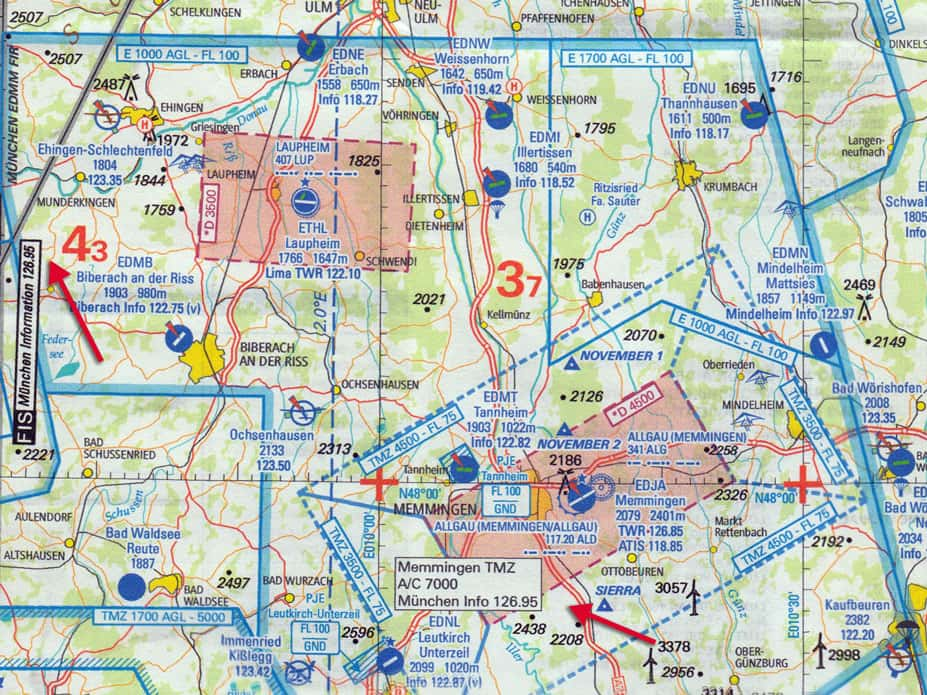 2507
SCHELKLINGEN
ULM
NEU-
ULM
ICHENHAUSEN
JETTINGEN
PFAFFENHOFEN
Mindel
100
DINKELS
2507
E 1000 AGL - FL 100
EDNE
Erbach
1558 650m
Info 118.27
ERBACH
EDNW
Weissenhorn
1642 650m
Info 119.42
SENDEN
H
WEISSENHORN
E 1700 AGL - FL 100
EDNU
Thannhausen
1611 500m
Info 118.17
1695
1716
MÜNCHEN EDMM FIR
2487
EHINGEN
H
1972
Donau
Griesingen
Riß
VÖHRINGEN
1795
Langen-
neufnach
Ehingen-Schlechtenfeld
1804
123.35
1844
MUNDERKINGEN
1759
LAUPHEIM
LAUPHEIM
407 LUP
1825
*D 3500
ETHL
Laupheim
1766 1647m
Lima TWR 122.10
SCHWENDI
EDMI
Illertissen
1680 540m
Info 118.52
ILLERTISSEN
DIETENHEIM
Ritzisried
Fa. Sauter
H
Günz
KRUMBACH
Schwab
1805
Info
43
EDMB
Biberach an der Riss
1903 980m
Biberach Info 122.75 (v)
FIS München Information 126.95
Feder-
see
BIBERACH
AN DER RISS
2021
37
Kellmünz
1975
Babenhausen
EDMN
Mindelheim
Mattsies
1857 1149m
Mindelheim Info 122.97
2469
2149
2070
E 1000 AGL - FL 100
NOVEMBER 1
Oberrieden
MINDELHEIM
Bad Wörishofen
2008
123.35
OCHSENHAUSEN
Ochsenhausen
2133
123.50
2313
2221
BAD
SCHUSSENRIED
TMZ 4500 - FL 75
EDMT
Tannheim
1903 1022m
Info 122.82
Tannheim
PJE
Tannheim
FL 100
GND
2126
*D 4500
NOVEMBER 2
2186
ALLGAU (MEMMINGEN)
341 ALG
2258
2326
TMZ 3500 - FL 75
N48°00'
N48°00'
MEMMINGEN
EDJA
Memmingen
2079 2401m
TWR 126.85
ATIS 118.85
ALLGAU (MEMMINGEN/ALLGAU)
117.20 ALD
Markt
Rettenbach
TMZ 4500 - FL 75
2192
AULENDORF
Schussen
ALTSHAUSEN
Bad Waldsee
Reute
1887
BAD
WALDSEE
2497
E010°00'
TMZ 3500 - FL 75
Memmingen TMZ
A/C 7000
München Info 126.95
OTTOBEUREN
SIERRA
3057
Günz
E010°30'
Kaufbeuren
2382
122.20
2998
BAD WURZACH
PJE
Leutkirch-Unterzeil
FL 100
GND
TMZ 1700 AGL - 5000
2596
EDNL
Leutkirch
Unterzeil
2099 1020m
Info 122.87 (v)
Immenried
Kißlegg
123.42
2438
2208
Iller
3378
2956
3314
OBER-
GÜNZBURG